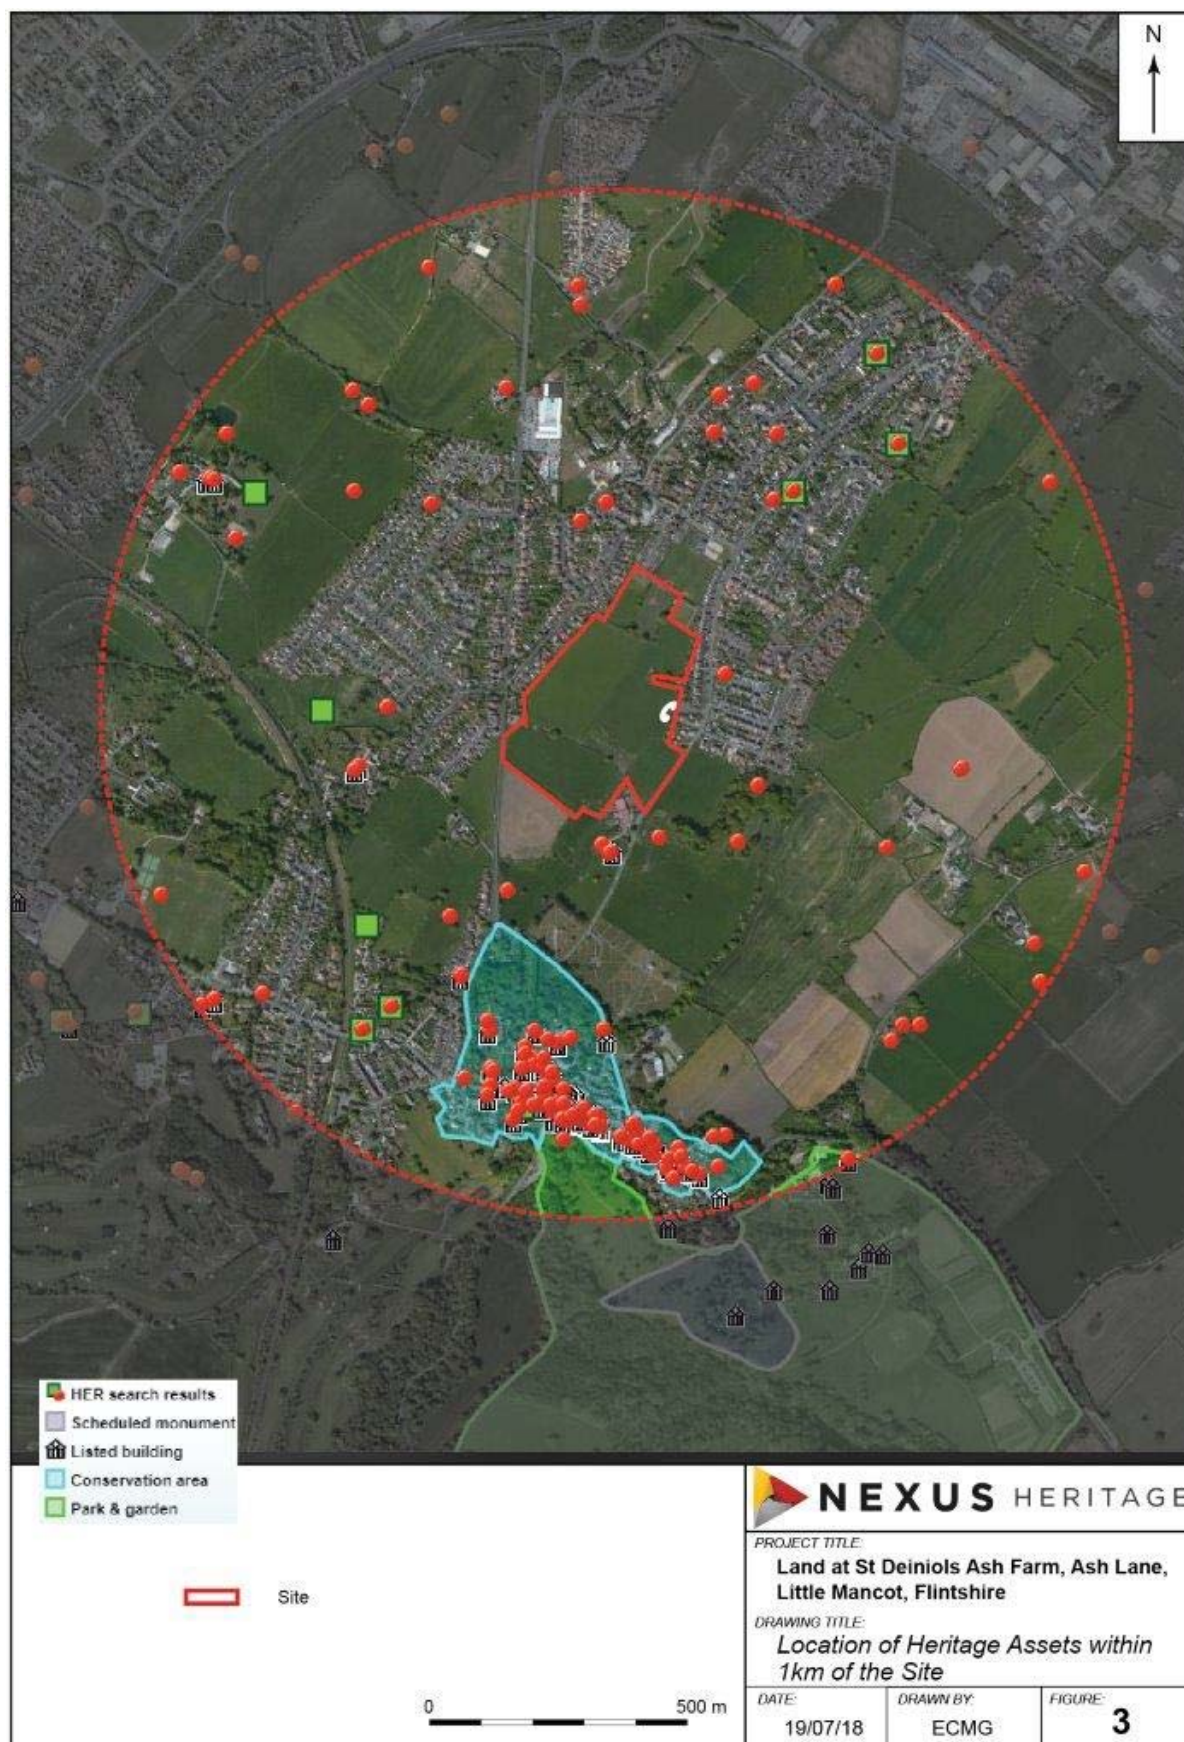 N
HER search results
Scheduled monument
Listed building
Conservation area
Park & garden
Site
0 500 m
NEXUS HERITAGE
PROJECT TITLE:
Land at St Deiniols Ash Farm, Ash Lane,
Little Mancot, Flintshire
DRAWING TITLE:
Location of Heritage Assets within
1km of the Site
DATE:
19/07/18
DRAWN BY:
ECMG
FIGURE:
3